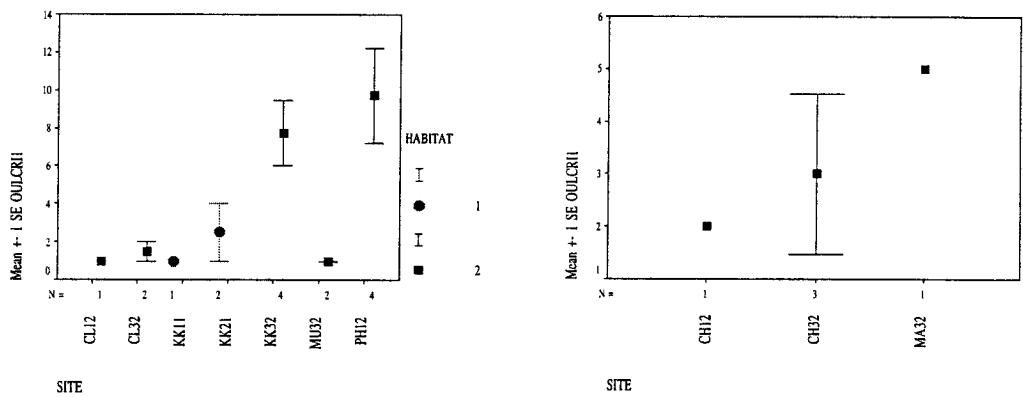 14
12
10
8
6
4
2
0
Mean +- 1 SE OULCRI1
N = 1 2 1 2 4 2 4
CL12 CL32 KK11 KK21 KK32 MU32 PH12
SITE
HABITAT
1
2
6
5
4
3
2
1
Mean +- 1 SE OULCRI1
N = 1 3 1
CH12 CH32 MA32
SITE